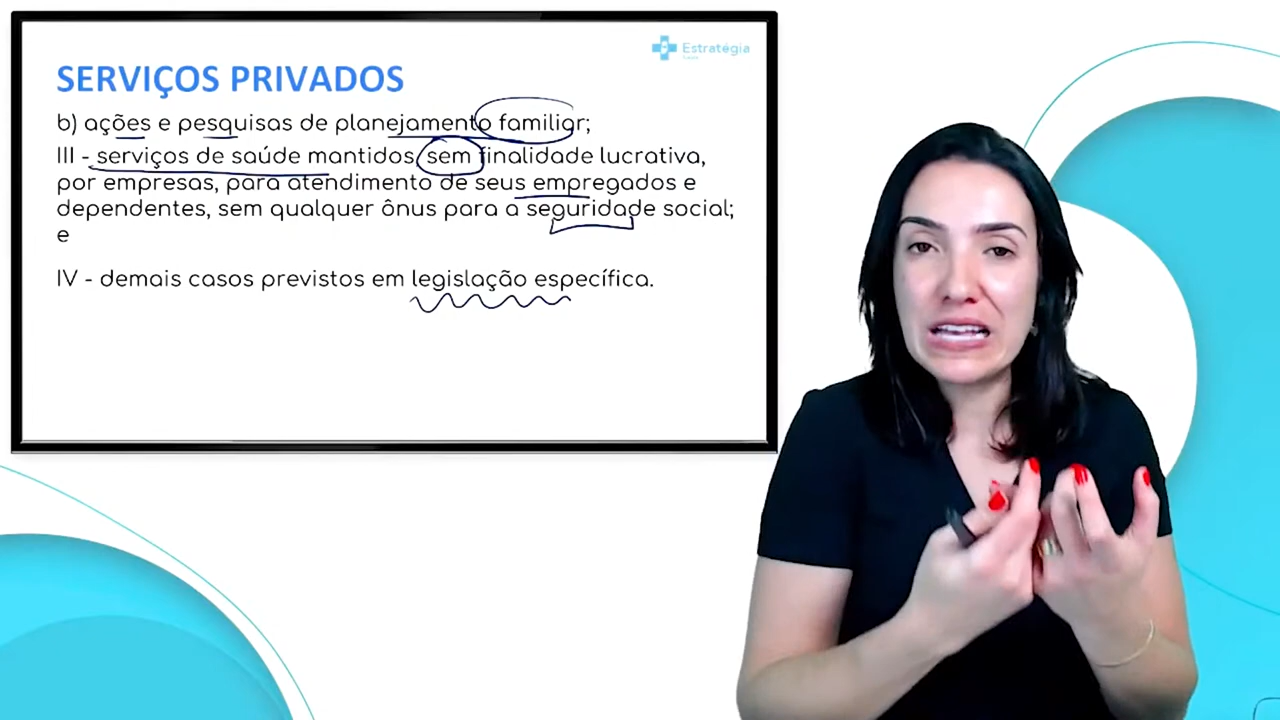 Estratégia
SERVIÇOS PRIVADOS
b) ações e pesquisas de planejamento familiar;
III - serviços de saúde mantidos sem finalidade lucrativa,
por empresas, para atendimento de seus empregados e
dependentes, sem qualquer ônus para a seguridade social;
e
IV - demais casos previstos em legislação específica.